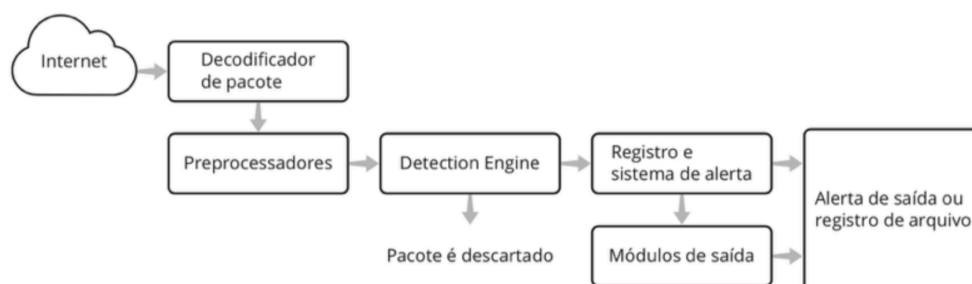 Internet
Decodificador
de pacote
Preprocessadores
Detection Engine
Registro e
sistema de alerta
Alerta de saída ou
registro de arquivo
Pacote é descartado
Módulos de saída